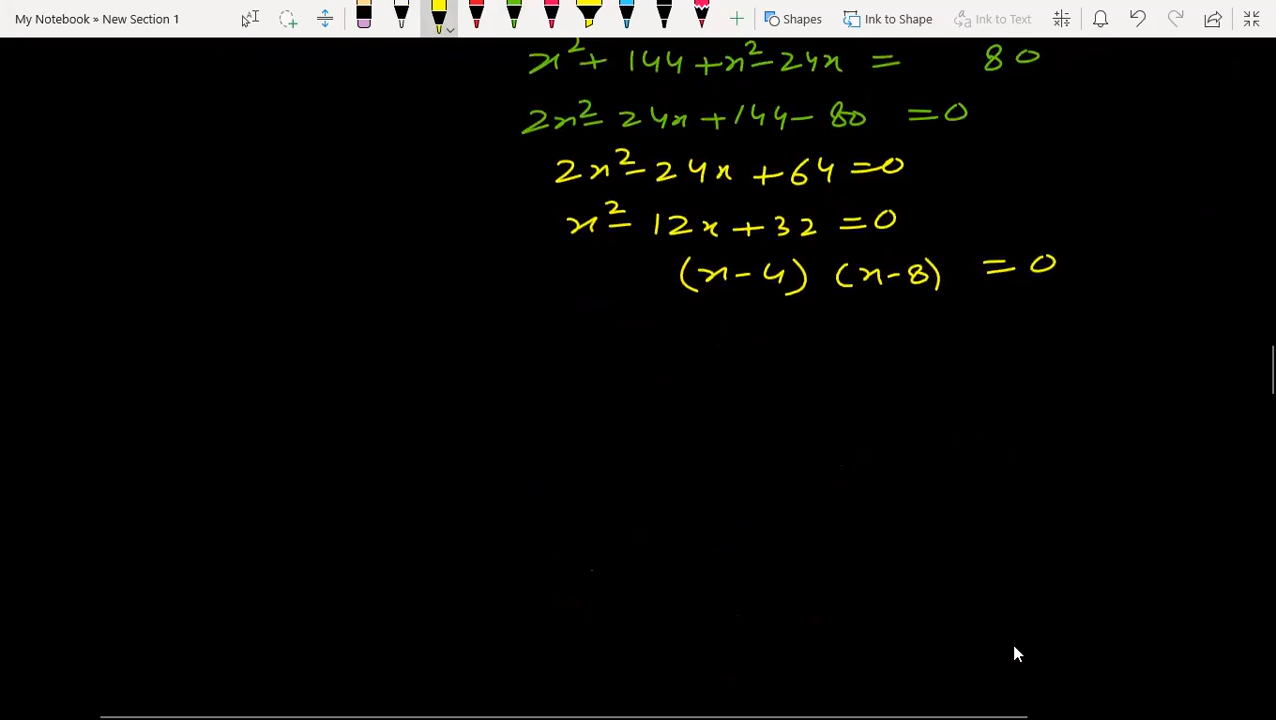 My Notebook » New Section 1
Shapes
Ink to Shape
Ink to Text
x² + 144 + x² - 24x = 80
2x² - 24x + 144 - 80 = 0
2x² - 24x + 64 = 0
x² - 12x + 32 = 0
(x - 4) (x - 8) = 0